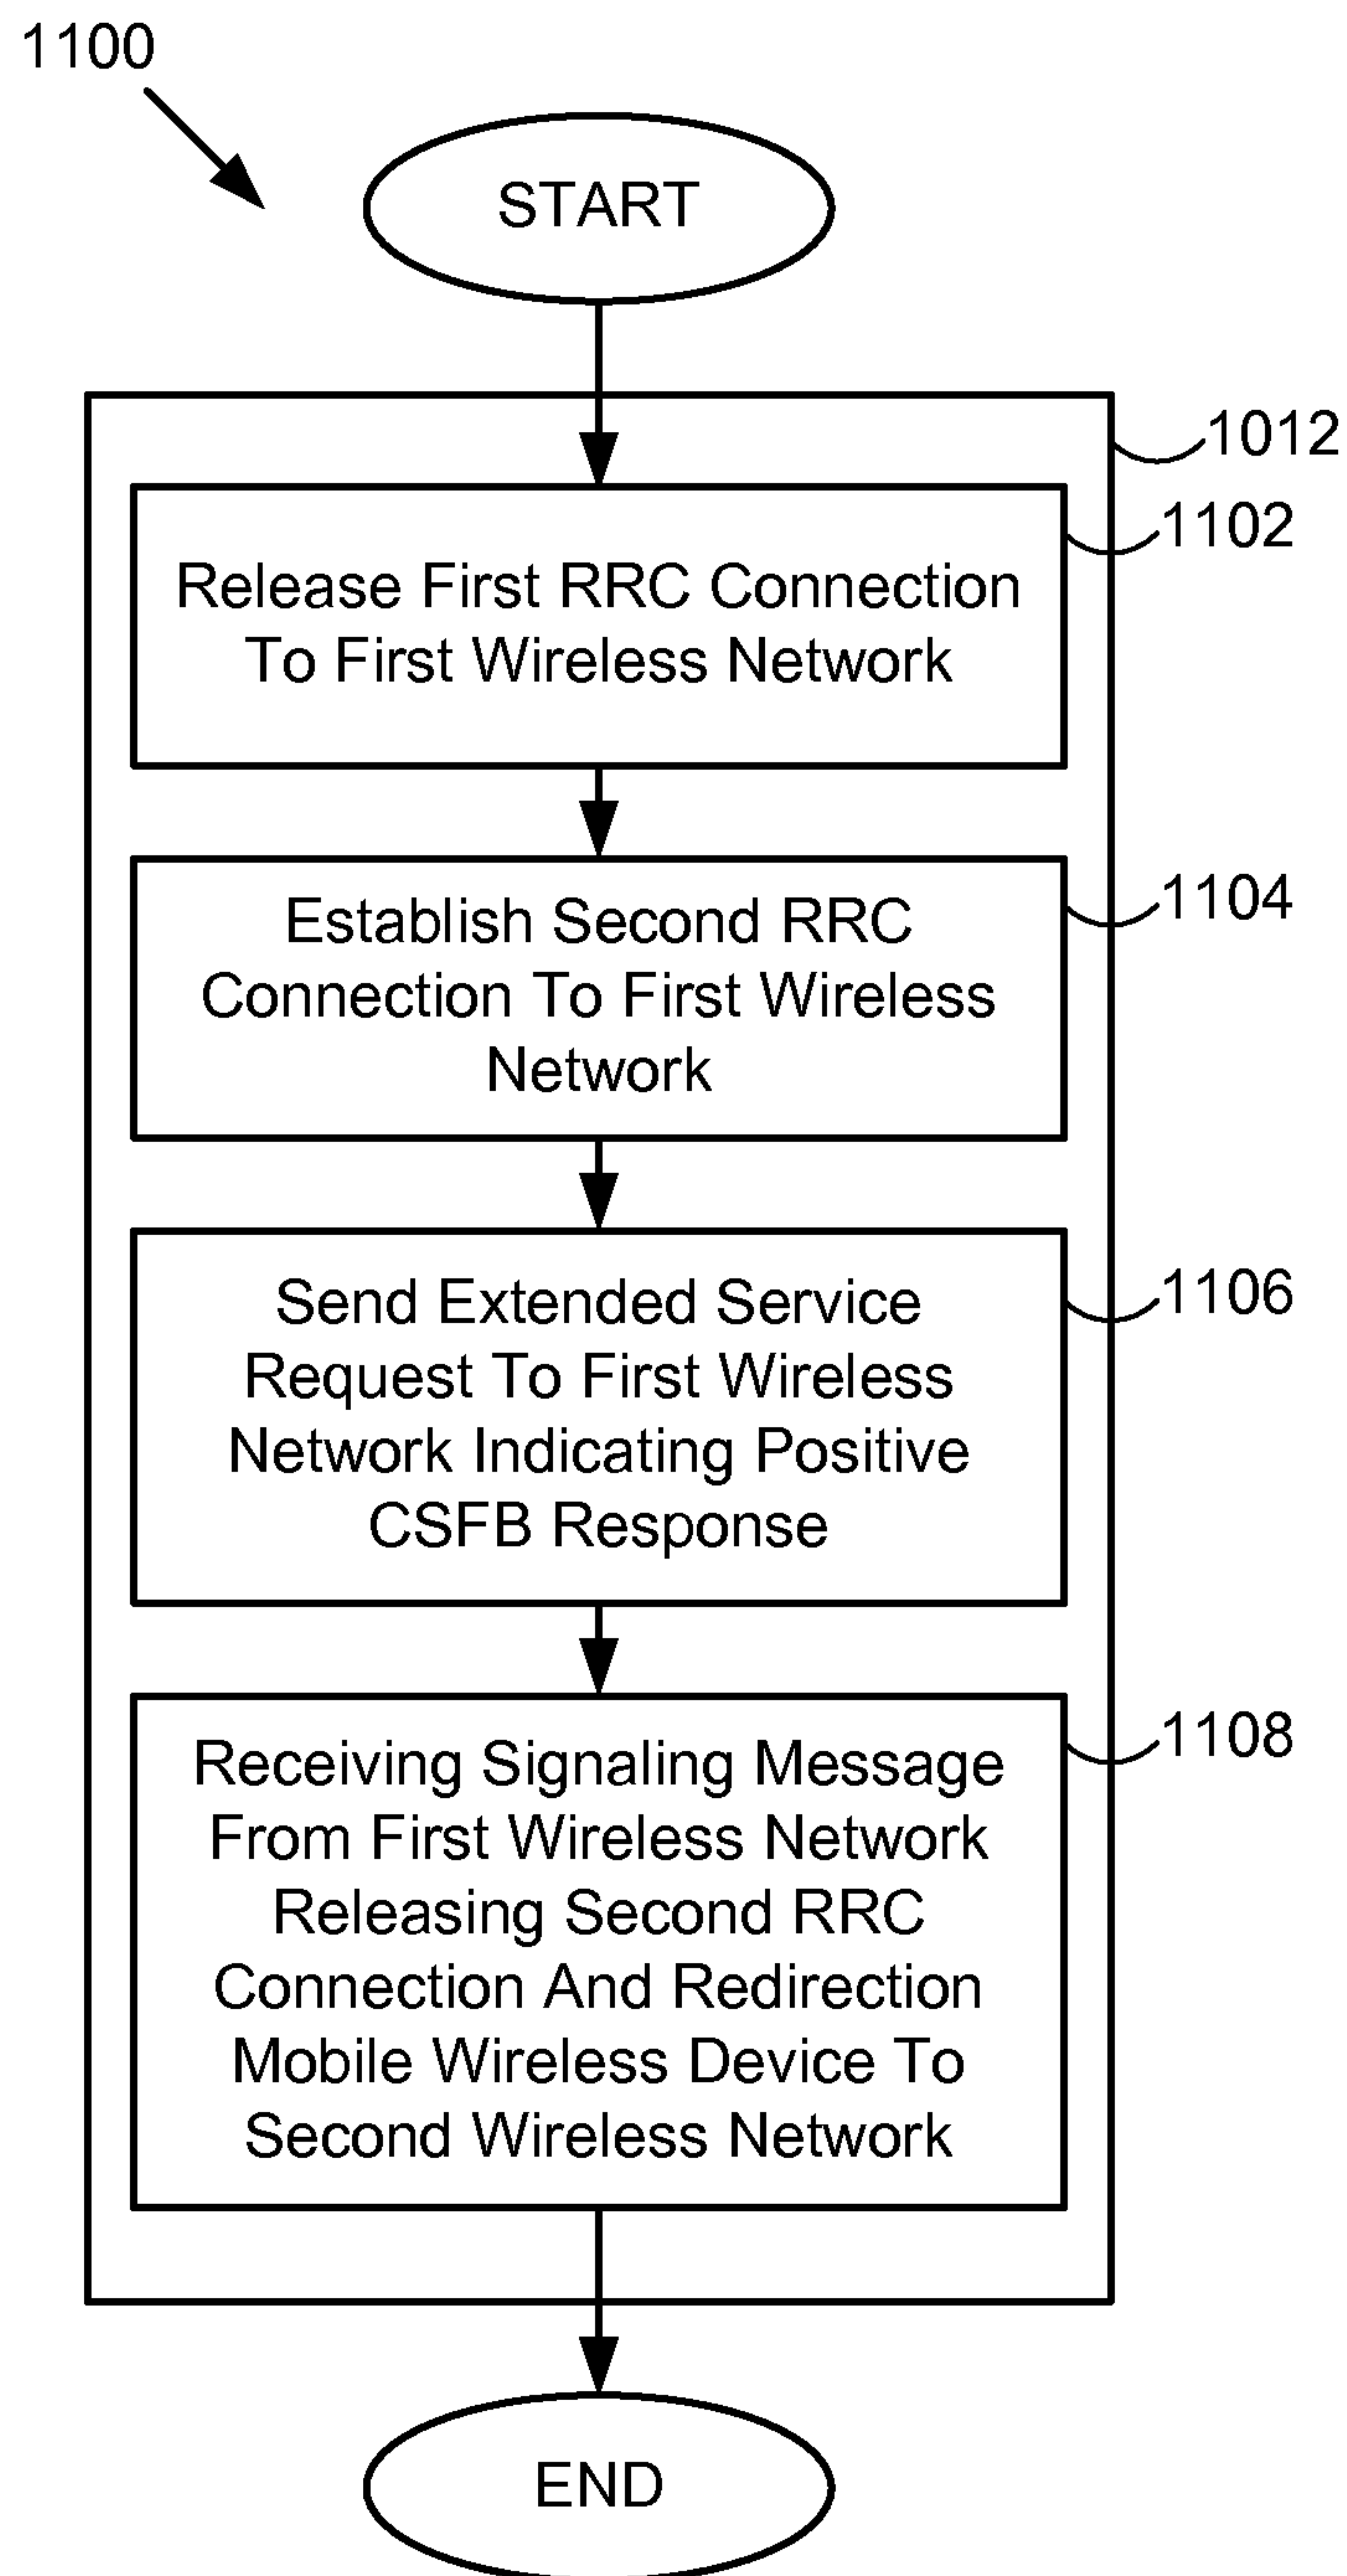 1100
START
1012
1102
Release First RRC Connection
To First Wireless Network
1104
Establish Second RRC
Connection To First Wireless
Network
1106
Send Extended Service
Request To First Wireless
Network Indicating Positive
CSFB Response
1108
Receiving Signaling Message
From First Wireless Network
Releasing Second RRC
Connection And Redirection
Mobile Wireless Device To
Second Wireless Network
END